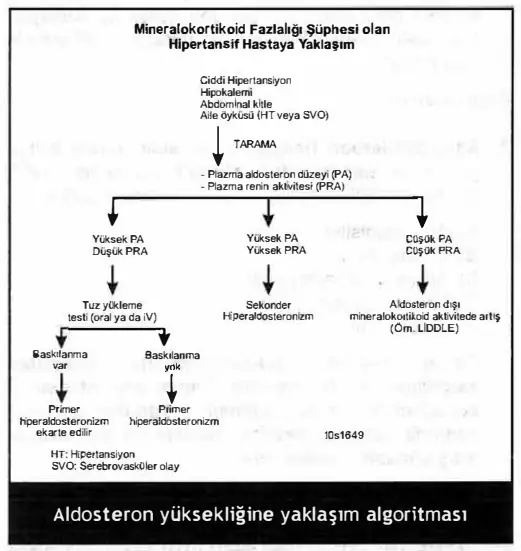 Mineralokortikoid Fazlalığı Şüphesi olan
Hipertansif Hastaya Yaklaşım
Ciddi Hipertansiyon
Hipokalemi
Abdominal kitle
Aile öyküsü (HT veya SVO)
TARAMA
- Plazma aldosteron düzeyi (PA)
- Plazma renin aktivitesi (PRA)
Yüksek PA
Düşük PRA
Yüksek PA
Yüksek PRA
Düşük PA
Düşük PRA
Tuz yükleme
testi (oral ya da iV)
Sekonder
Hiperaldosteronizm
Aldosteron dışı
mineralokortikoid aktivitede artış
(Örn. LİDDLE)
Baskılanma
var
Baskılanma
yok
Primer
hiperaldosteronizm
ekarte edilir
Primer
hiperaldosteronizm
10s1649
HT: Hipertansiyon
SVO: Serebrovasküler olay
Aldosteron yüksekliğine yaklaşım algoritması